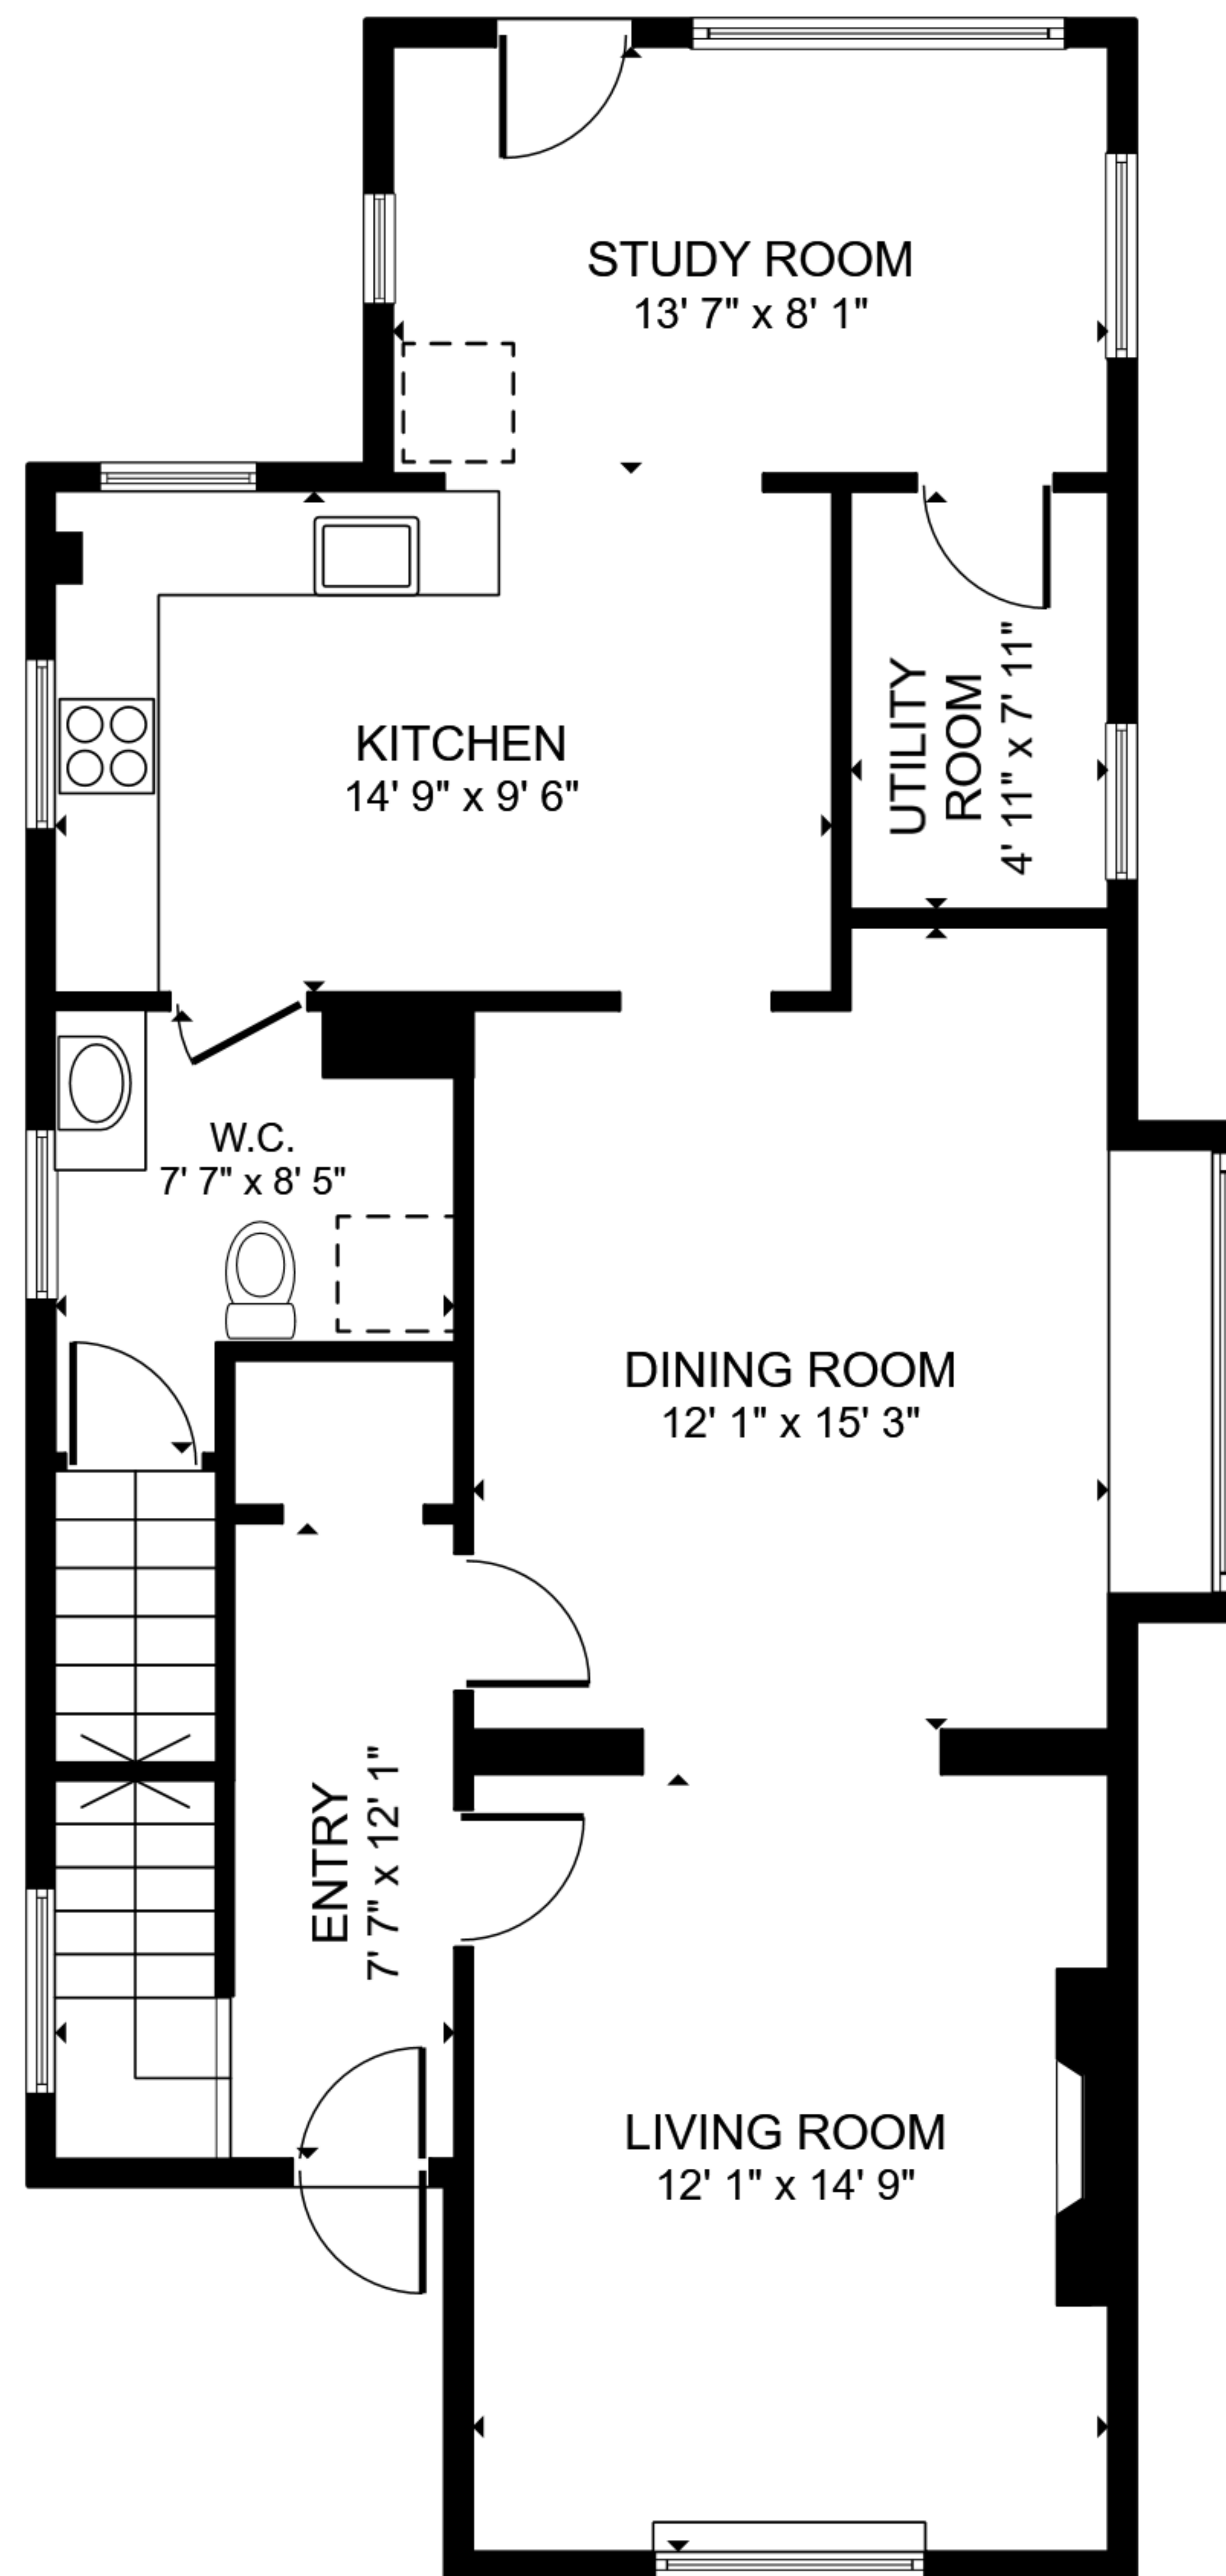 STUDY ROOM
13' 7" x 8' 1"
UTILITY
ROOM
4' 11" x 7' 11"
KITCHEN
14' 9" x 9' 6"
W.C.
7' 7" x 8' 5"
DINING ROOM
12' 1" x 15' 3"
ENTRY
7' 7" x 12' 1"
LIVING ROOM
12' 1" x 14' 9"